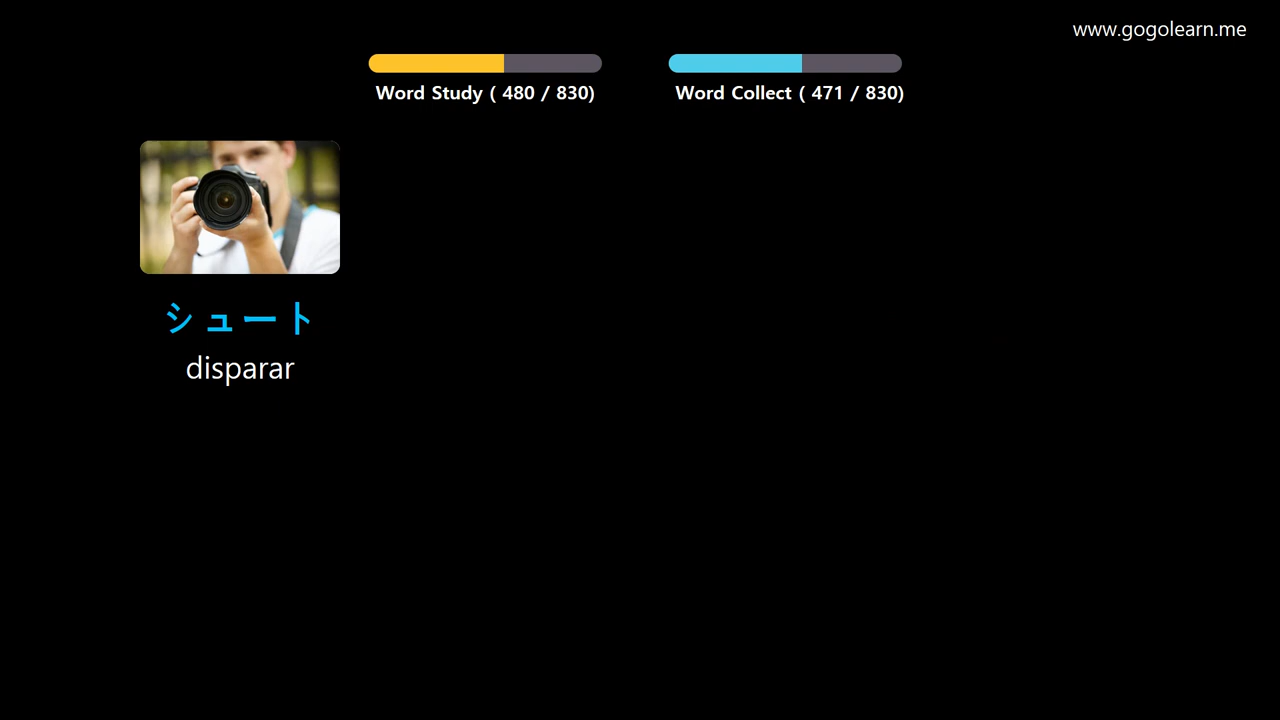 www.gogolearn.me
Word Study ( 480 / 830)
Word Collect ( 471 / 830)
シュート
disparar